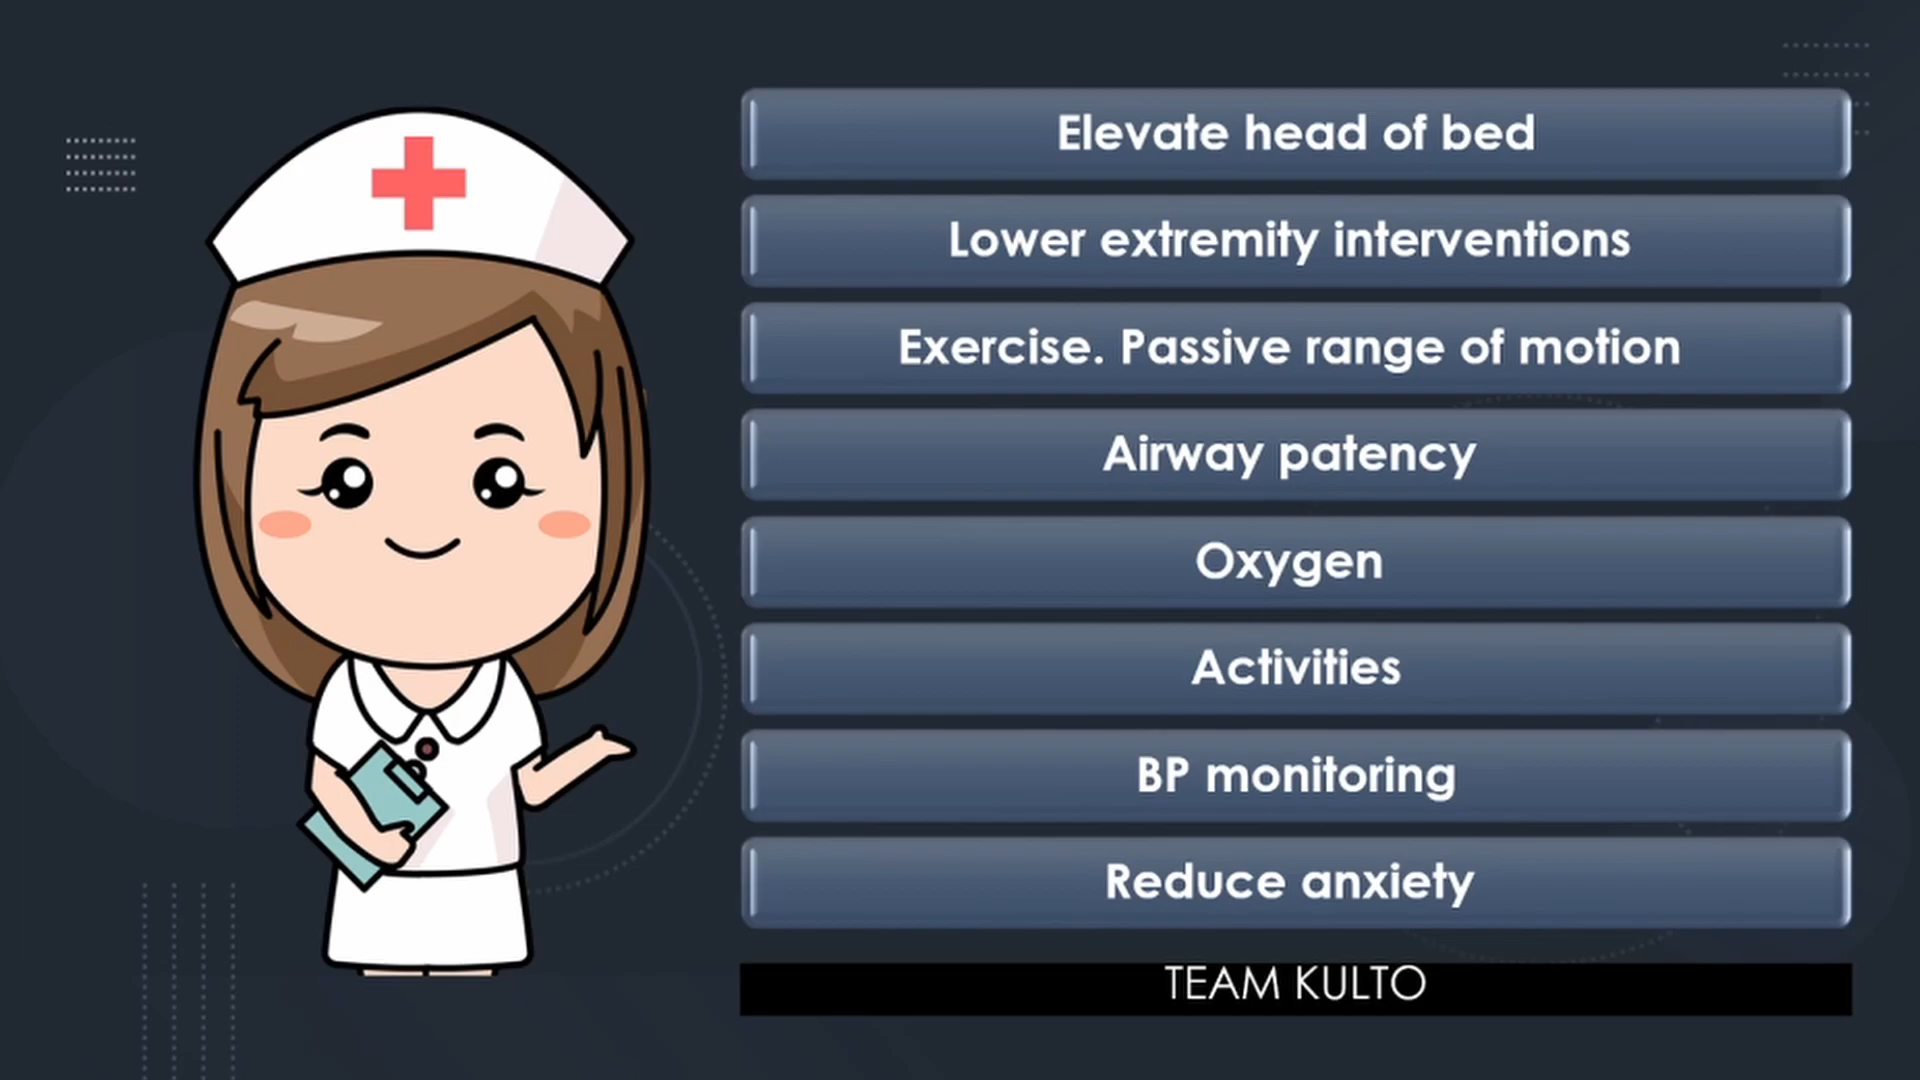 Elevate head of bed
Lower extremity interventions
Exercise. Passive range of motion
Airway patency
Oxygen
Activities
BP monitoring
Reduce anxiety
TEAM KULTO